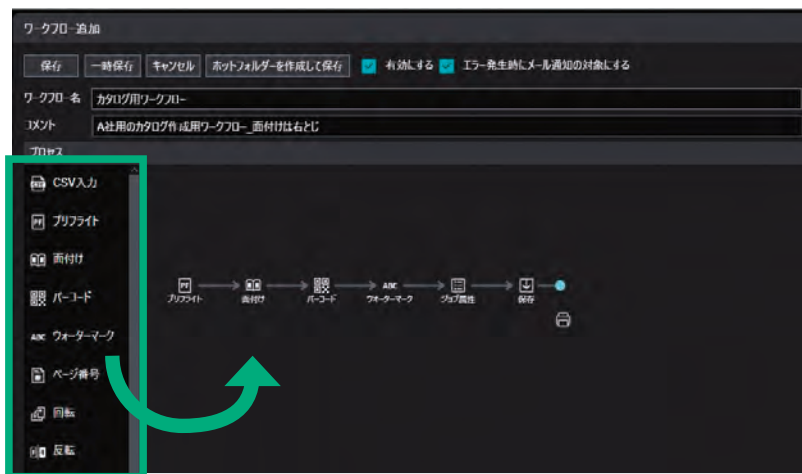 ワークフロー追加
保存 一時保存 キャンセル ホットフォルダーを作成して保存 有効にする エラー発生時にメール通知の対象にする
ワークフロー名 カタログ用ワークフロー
コメント A社用のカタログ作成用ワークフロー_面付けは右とじ
プロセス
CSV入力
プリフライト
面付け
バーコード
ABC ウォーターマーク
ページ番号
回転
反転
PF ABC
プリフライト 面付け バーコード ウォーターマーク ジョブ属性 保存